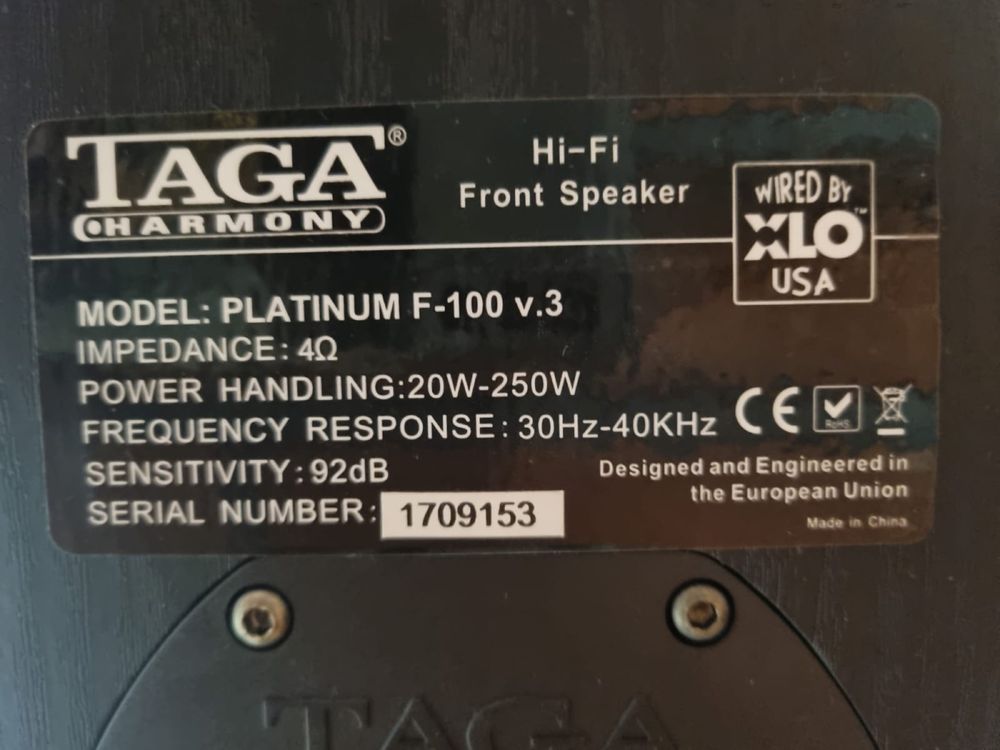 TAGA®
HARMONY
Hi-Fi
Front Speaker
WIRED BY
XLO™
USA
MODEL: PLATINUM F-100 v.3
IMPEDANCE: 4Ω
POWER HANDLING:20W-250W
FREQUENCY RESPONSE: 30Hz-40KHz
SENSITIVITY: 92dB
SERIAL NUMBER: 1709153
CE
RoHS
Designed and Engineered in
the European Union
Made in China
TAGA